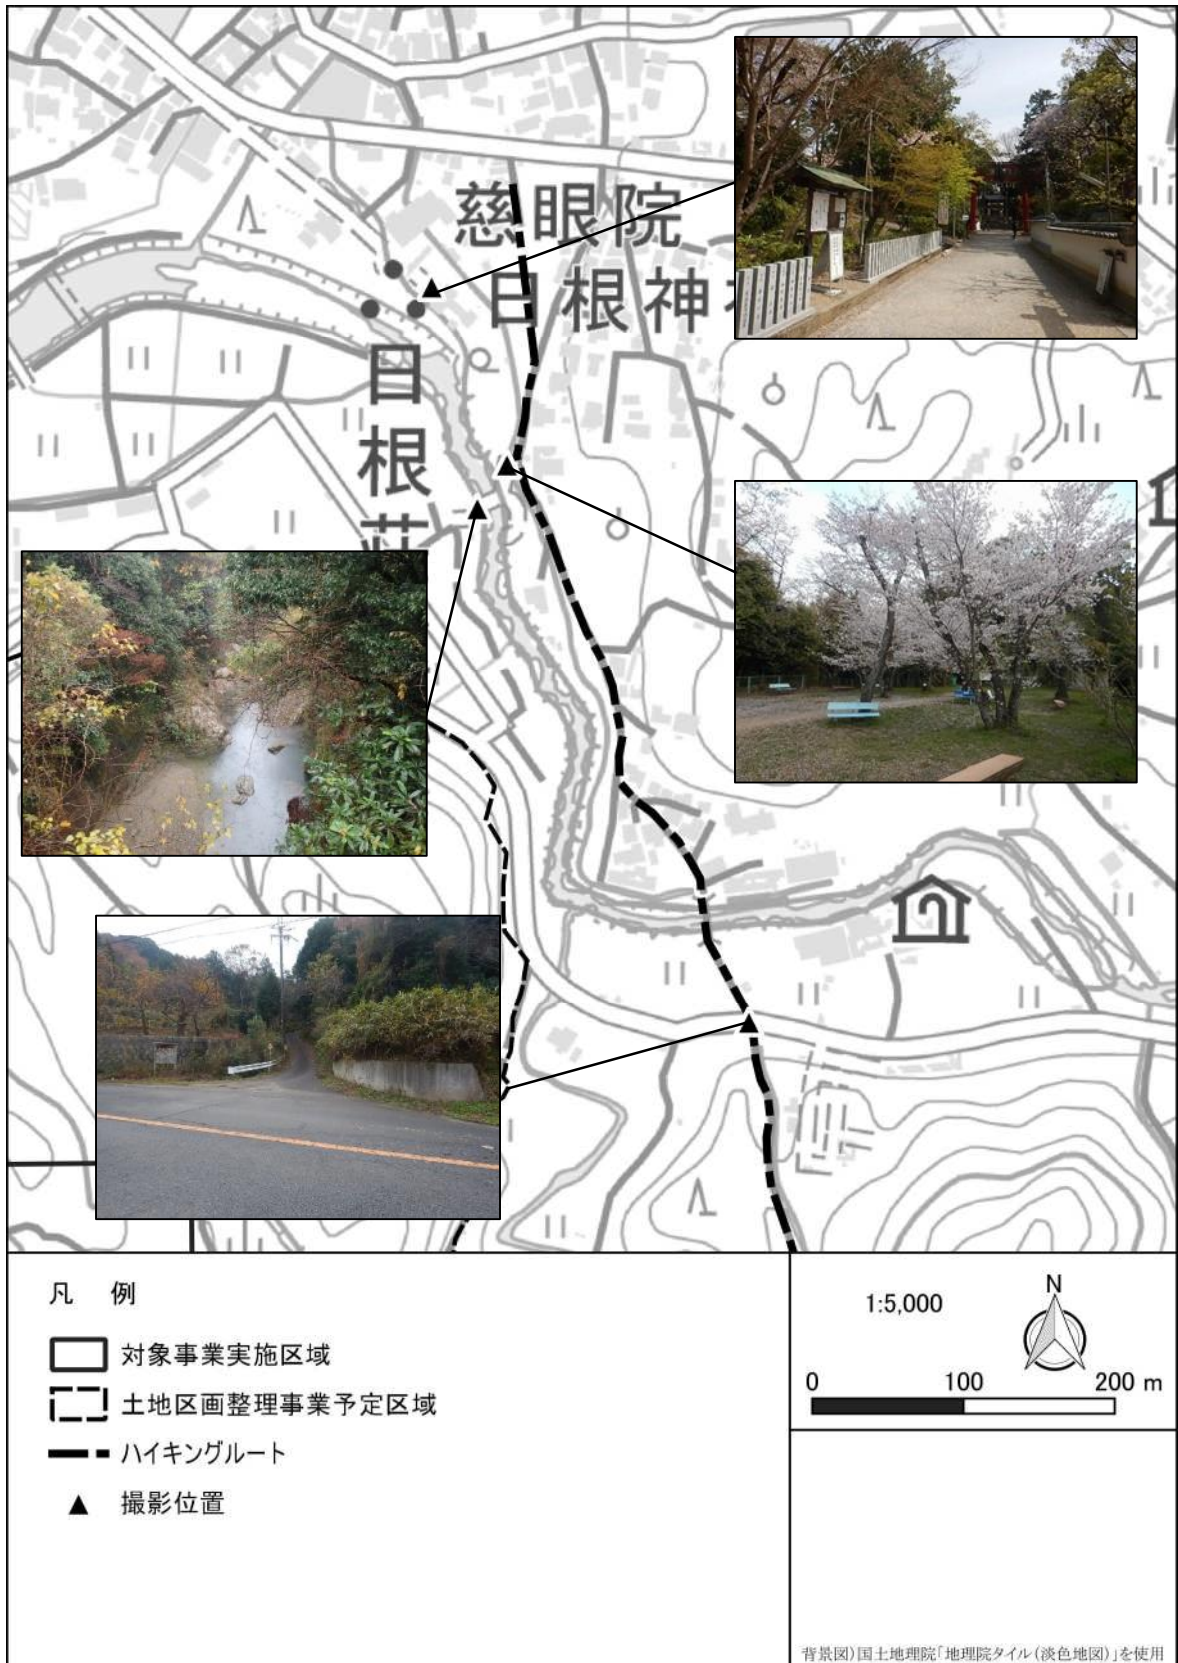 慈眼院
日根神
日根荘
凡 例
対象事業実施区域
土地区画整理事業予定区域
ハイキングルート
撮影位置
1:5,000
N
0 100 200 m
背景図)国土地理院「地理院タイル(淡色地図)」を使用